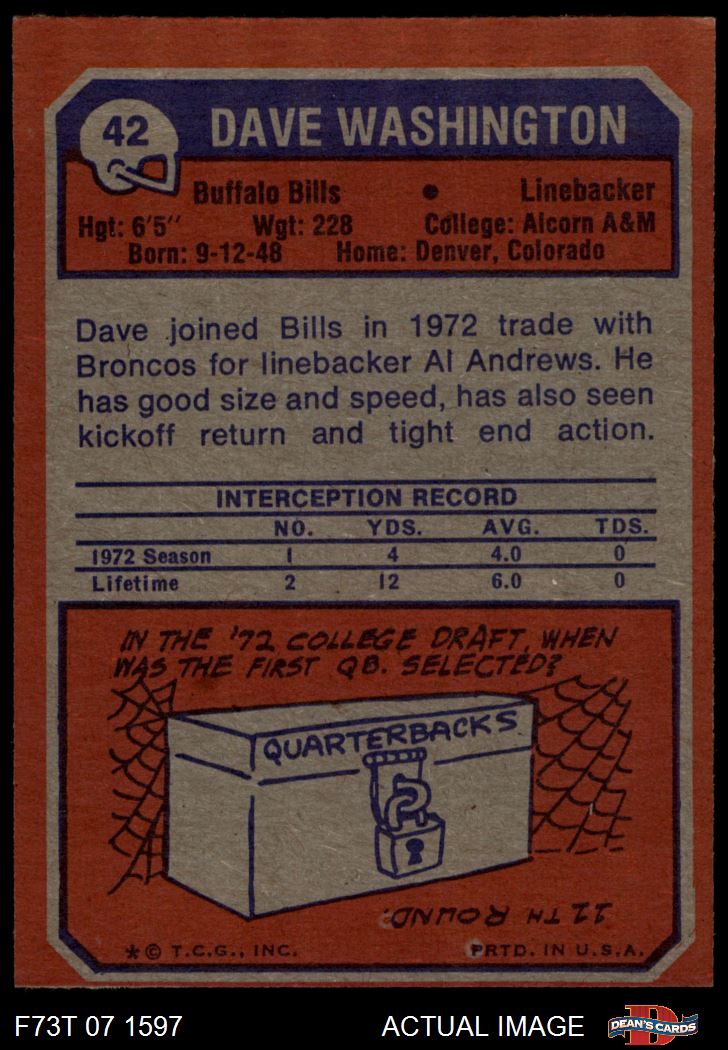 42
DAVE WASHINGTON
Buffalo Bills • Linebacker
Hgt: 6'5" Wgt: 228 College: Alcorn A&M
Born: 9-12-48 Home: Denver, Colorado
Dave joined Bills in 1972 trade with
Broncos for linebacker Al Andrews. He
has good size and speed, has also seen
kickoff return and tight end action.
INTERCEPTION RECORD
NO. YDS. AVG. TDS.
1972 Season 1 4 4.0 0
Lifetime 2 12 6.0 0
IN THE '72 COLLEGE DRAFT, WHEN
WAS THE FIRST QB. SELECTED?
QUARTERBACKS
11TH ROUND.
*© T.C.G., INC. PRTD. IN U.S.A.
F73T 07 1597 ACTUAL IMAGE
DEAN'S CARDS